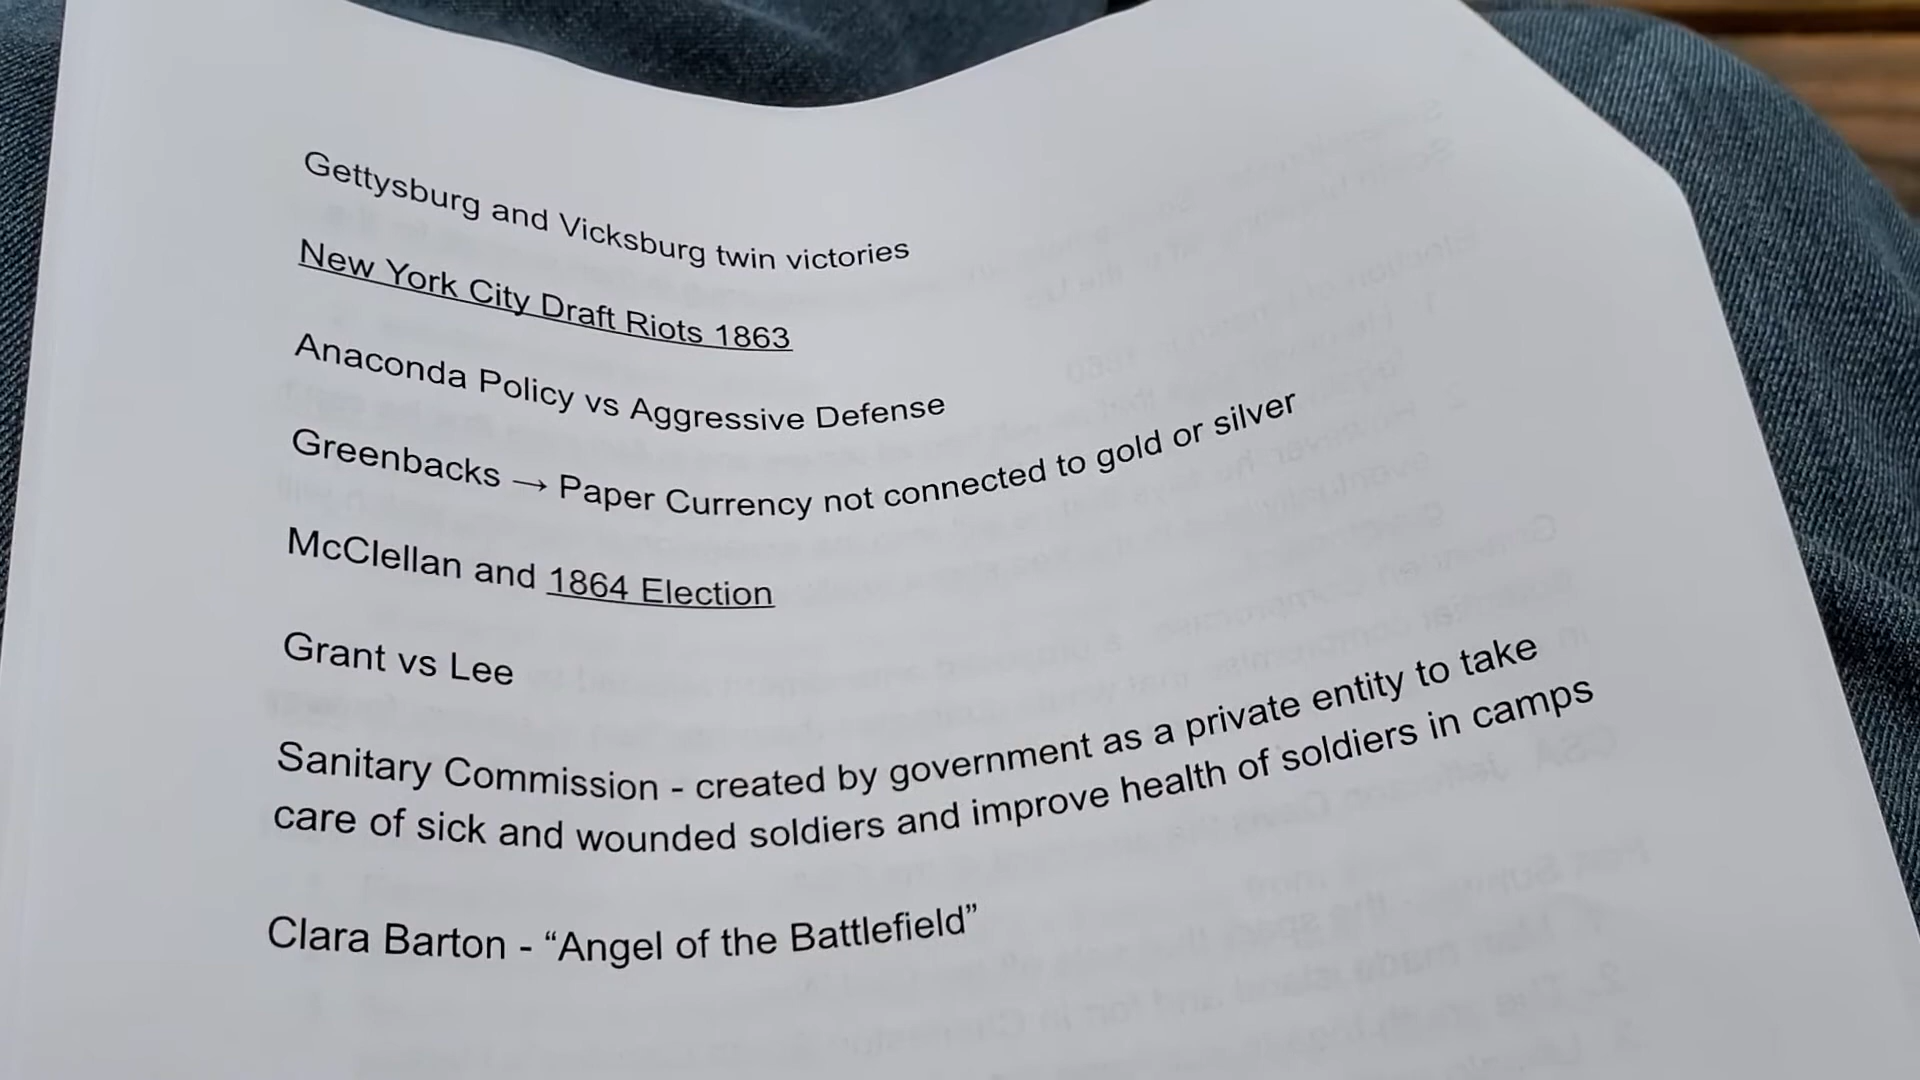 Gettysburg and Vicksburg twin victories
New York City Draft Riots 1863
Anaconda Policy vs Aggressive Defense
Greenbacks → Paper Currency not connected to gold or silver
McClellan and 1864 Election
Grant vs Lee
Sanitary Commission - created by government as a private entity to take
care of sick and wounded soldiers and improve health of soldiers in camps
Clara Barton - “Angel of the Battlefield”